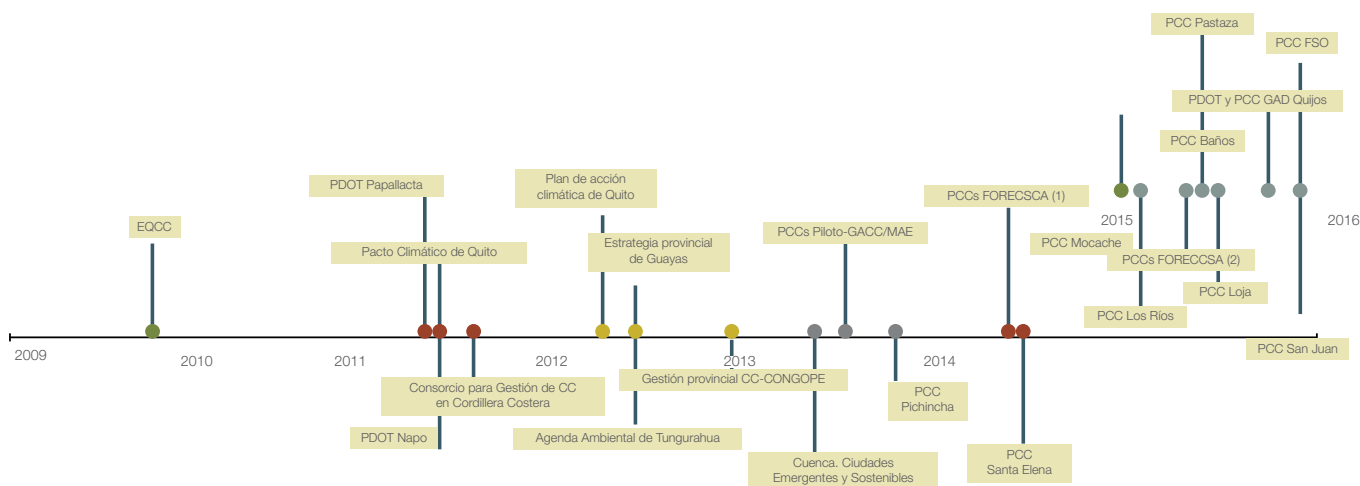 PCC Pastaza
PCC FSO
PDOT y PCC GAD Quijos
PCC Baños
Plan de acción
climática de Quito
PDOT Papallacta
PCCs FORECSCA (1)
EQCC
Pacto Climático de Quito
Estrategia provincial
de Guayas
PCCs Piloto-GACC/MAE
2015
2016
PCC Mocache
PCCs FORECCSA (2)
PCC Loja
PCC Los Ríos
PCC San Juan
2009
2010
2011
2012
2013
2014
Consorcio para Gestión de CC
en Cordillera Costera
Gestión provincial CC-CONGOPE
PCC
Pichincha
PDOT Napo
Agenda Ambiental de Tungurahua
Cuenca. Ciudades
Emergentes y Sostenibles
PCC
Santa Elena